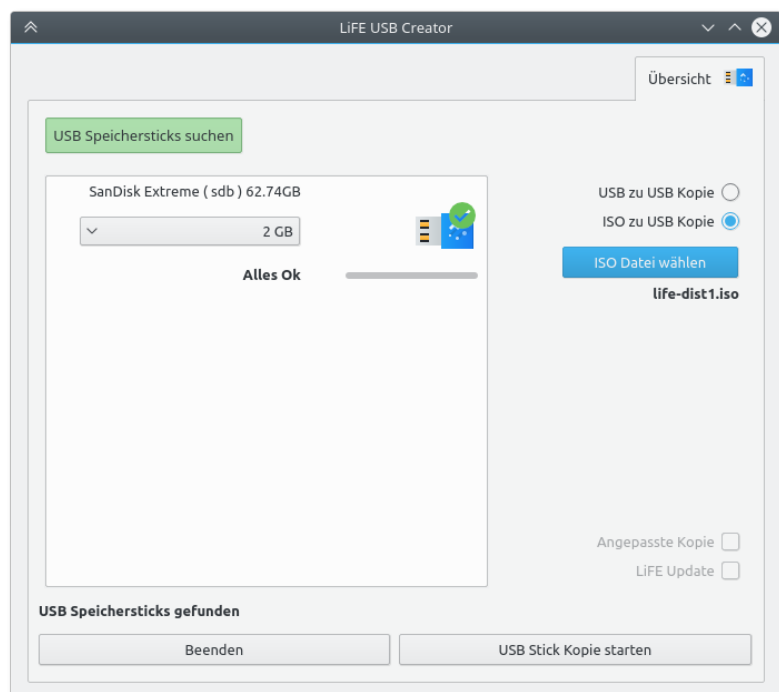 LiFE USB Creator
Übersicht
USB Speichersticks suchen
SanDisk Extreme ( sdb ) 62.74GB
2 GB
Alles Ok
USB zu USB Kopie
ISO zu USB Kopie
ISO Datei wählen
life-dist1.iso
Angepasste Kopie
LiFE Update
USB Speichersticks gefunden
Beenden
USB Stick Kopie starten